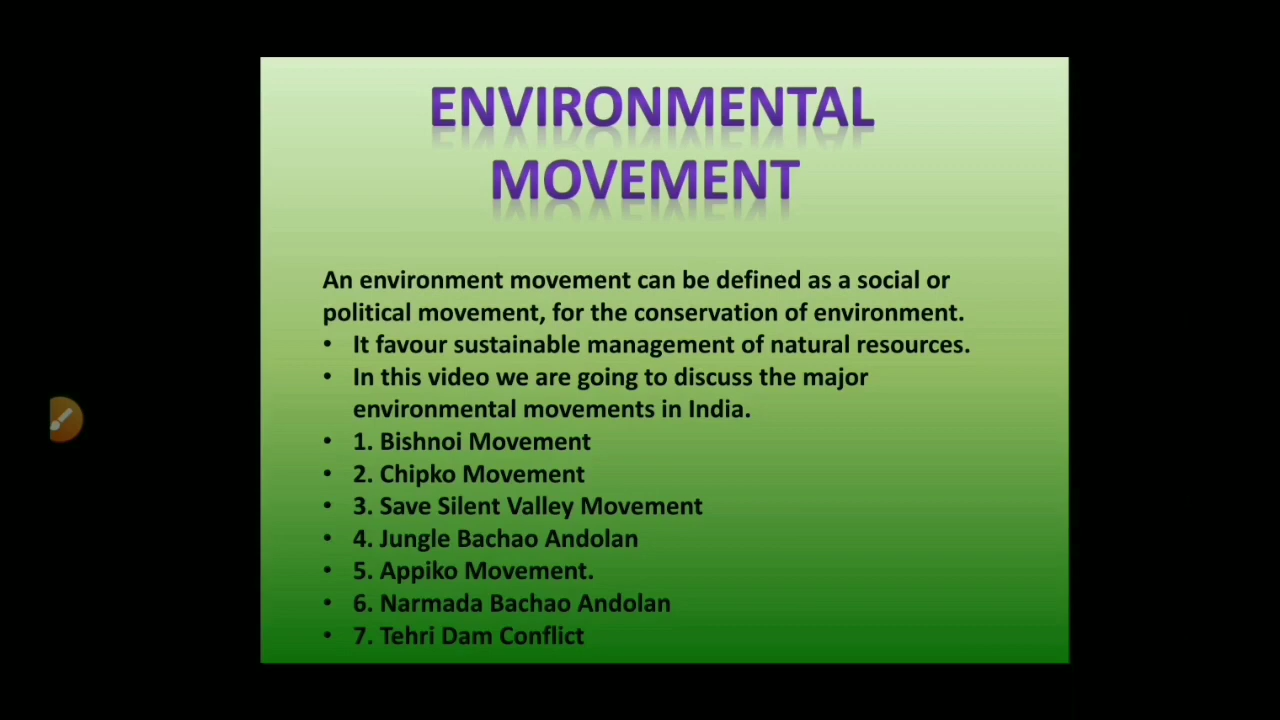 ENVIRONMENTAL
MOVEMENT
An environment movement can be defined as a social or
political movement, for the conservation of environment.
• It favour sustainable management of natural resources.
• In this video we are going to discuss the major
environmental movements in India.
• 1. Bishnoi Movement
• 2. Chipko Movement
• 3. Save Silent Valley Movement
• 4. Jungle Bachao Andolan
• 5. Appiko Movement.
• 6. Narmada Bachao Andolan
• 7. Tehri Dam Conflict